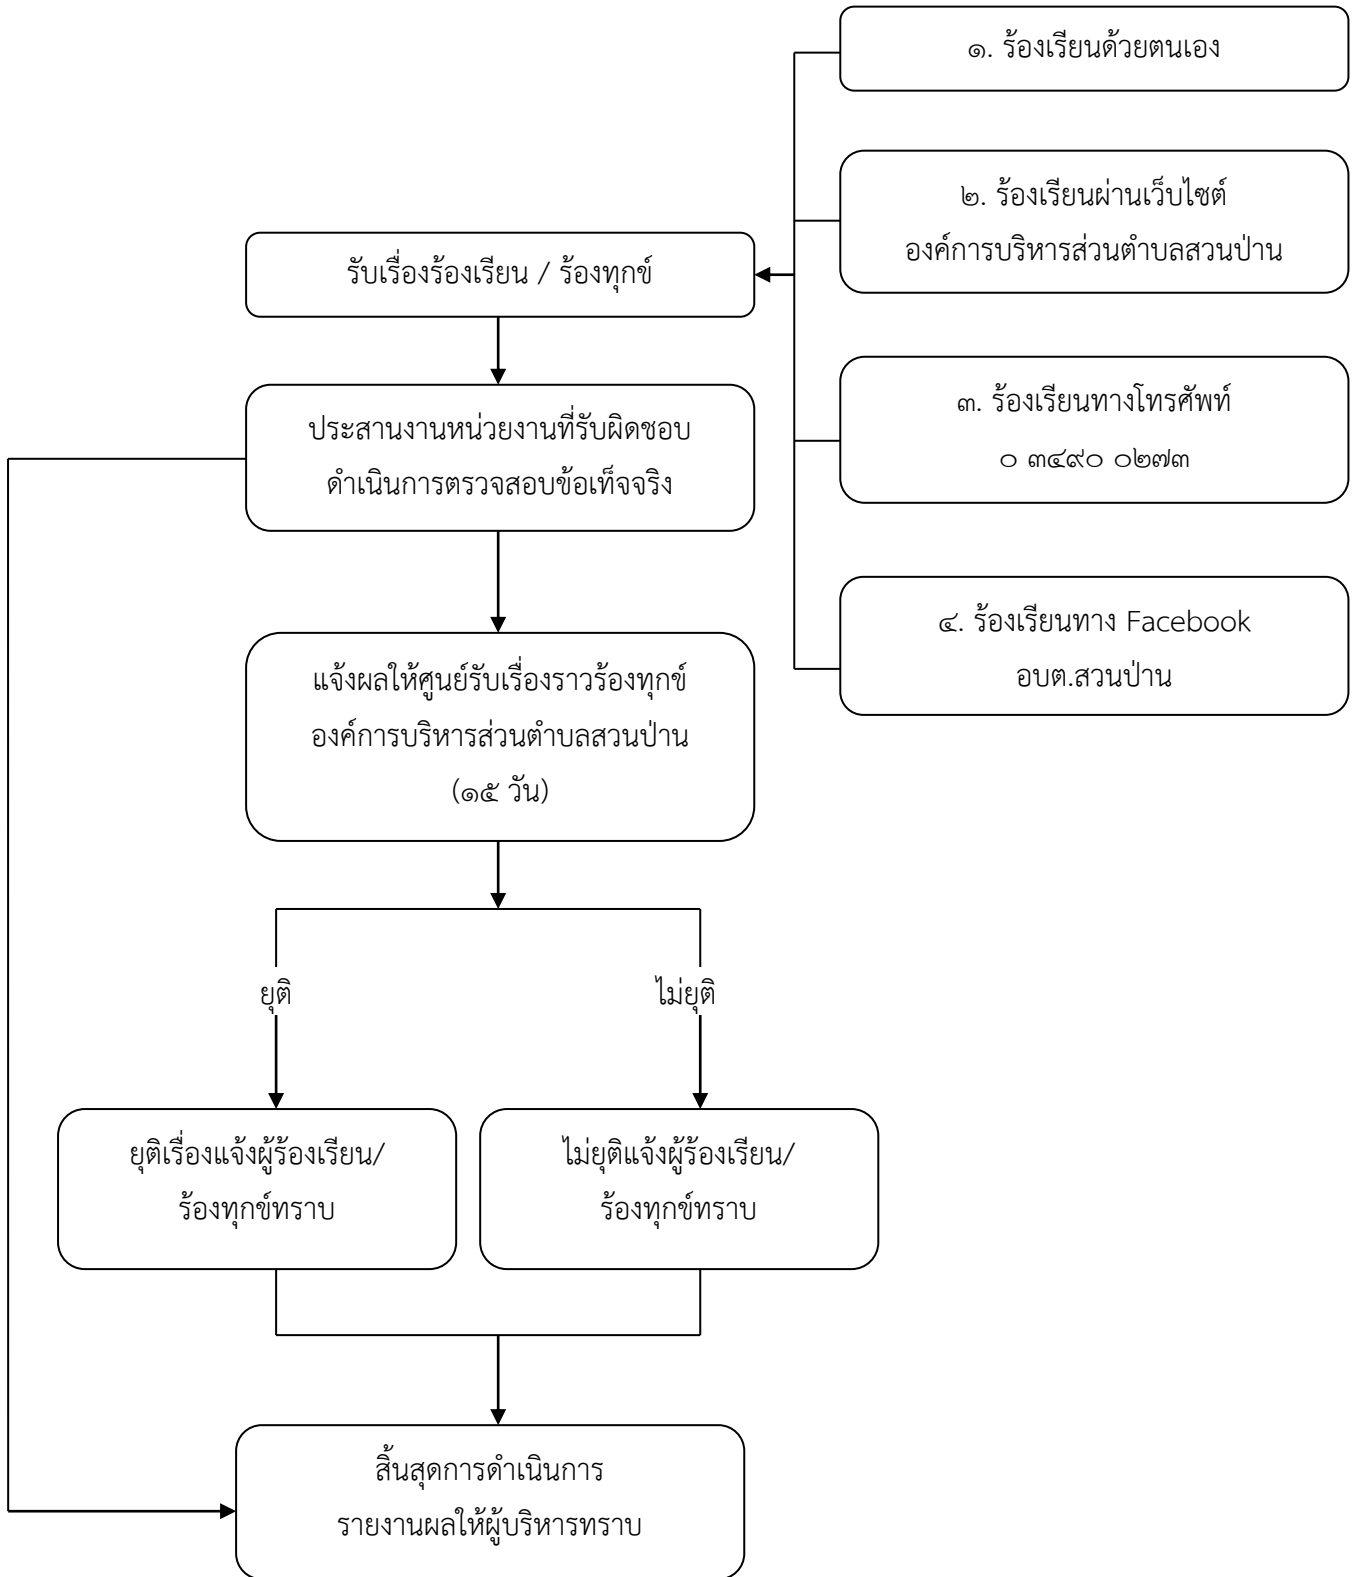 ๑. ร้องเรียนด้วยตนเอง
๒. ร้องเรียนผ่านเว็บไซต์
องค์การบริหารส่วนตำบลสวนป่าน
รับเรื่องร้องเรียน / ร้องทุกข์
๓. ร้องเรียนทางโทรศัพท์
๐ ๓๔๙๐ ๐๒๗๓
ประสานงานหน่วยงานที่รับผิดชอบ
ดำเนินการตรวจสอบข้อเท็จจริง
๔. ร้องเรียนทาง Facebook
อบต.สวนป่าน
แจ้งผลให้ศูนย์รับเรื่องราวร้องทุกข์
องค์การบริหารส่วนตำบลสวนป่าน
(๑๕ วัน)
ยุติ
ไม่ยุติ
ยุติเรื่องแจ้งผู้ร้องเรียน/
ร้องทุกข์ทราบ
ไม่ยุติแจ้งผู้ร้องเรียน/
ร้องทุกข์ทราบ
สิ้นสุดการดำเนินการ
รายงานผลให้ผู้บริหารทราบ